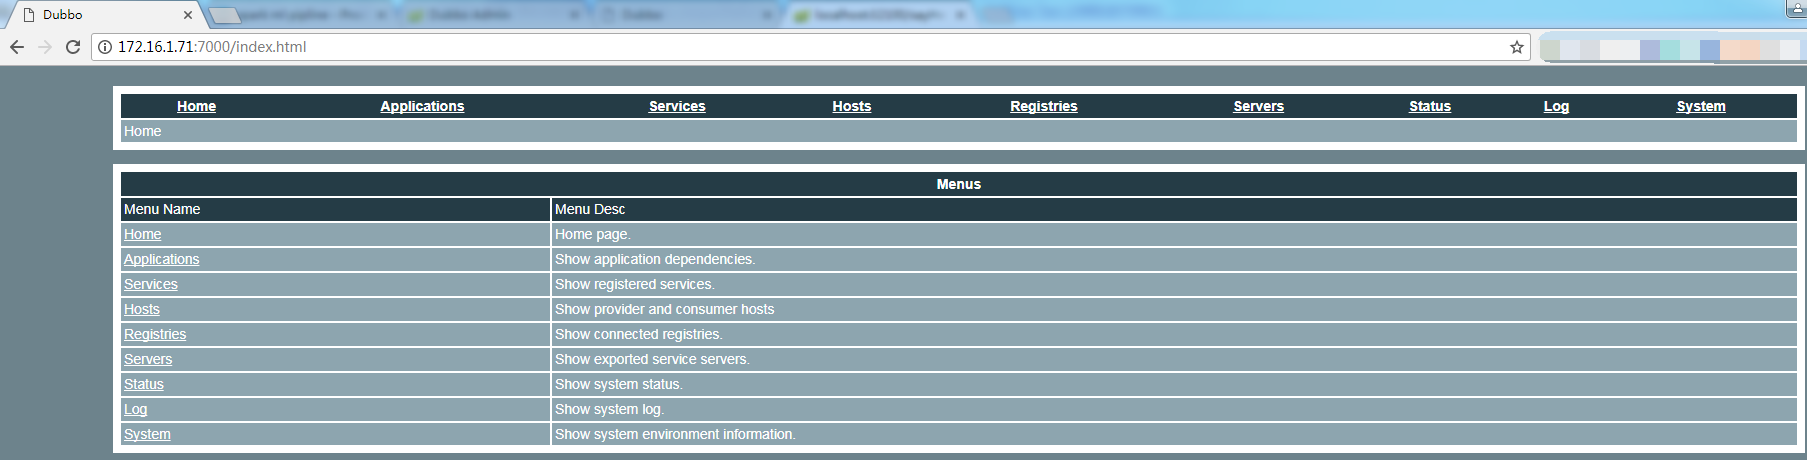 Dubbo
172.16.1.71:7000/index.html
Home Applications Services Hosts Registries Servers Status Log System
Home
Menus
Menu Name Menu Desc
Home Home page.
Applications Show application dependencies.
Services Show registered services.
Hosts Show provider and consumer hosts
Registries Show connected registries.
Servers Show exported service servers.
Status Show system status.
Log Show system log.
System Show system environment information.